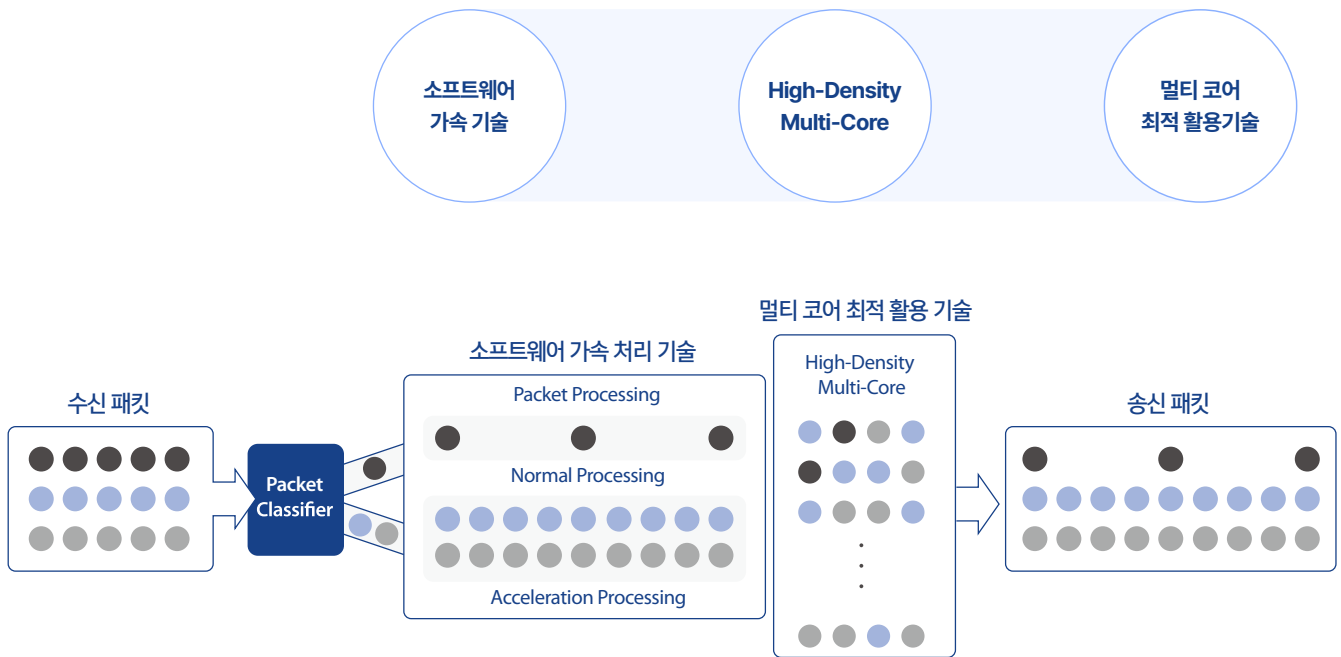 소프트웨어
가속 기술
High-Density
Multi-Core
멀티 코어
최적 활용기술
수신 패킷
Packet
Classifier
소프트웨어 가속 처리 기술
Packet Processing
Normal Processing
Acceleration Processing
멀티 코어 최적 활용 기술
High-Density
Multi-Core
송신 패킷